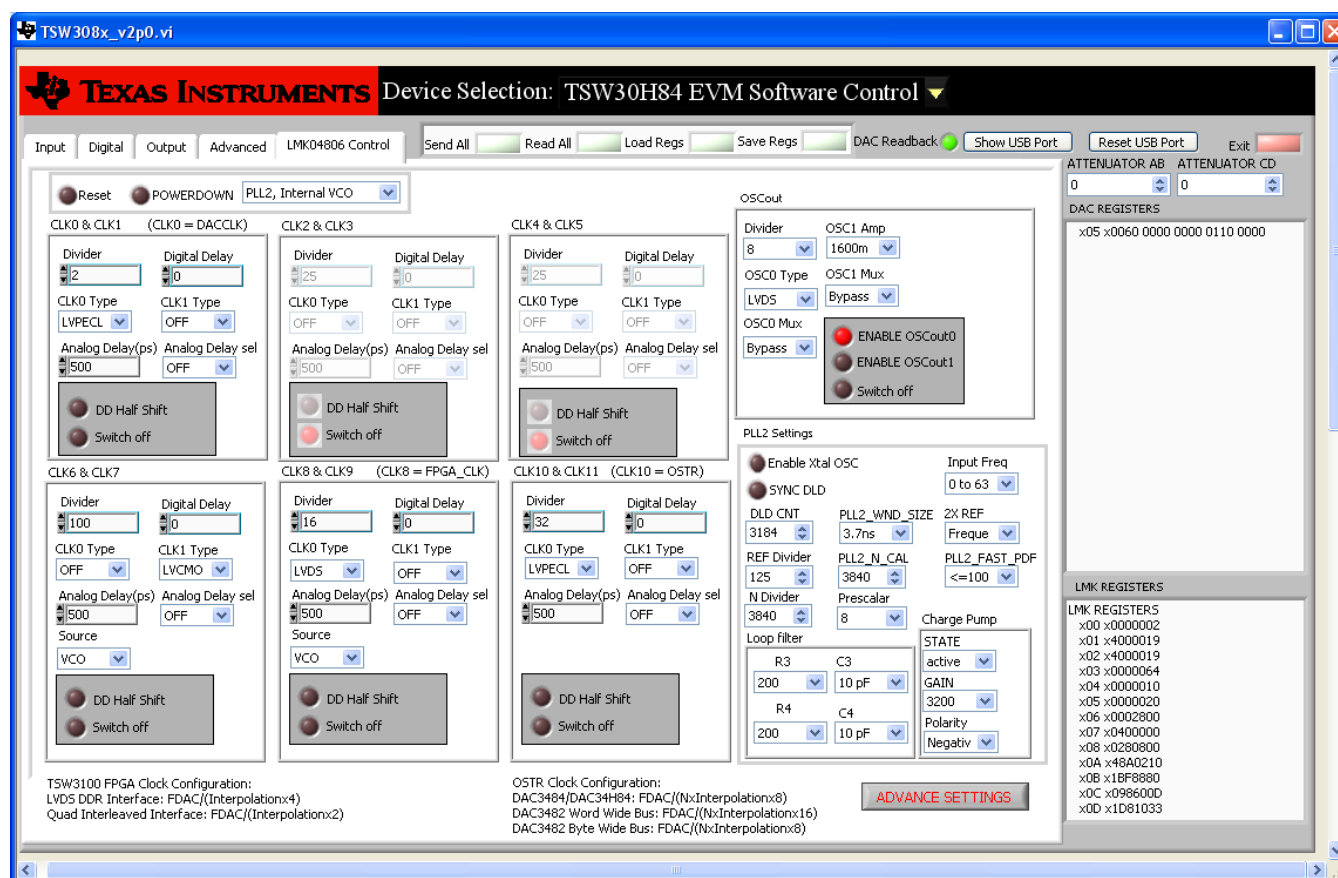 TSW308x_v2p0.vi
TEXAS INSTRUMENTS
Device Selection: TSW30H84 EVM Software Control
Input Digital Output Advanced LMK04806 Control
Send All Read All Load Regs Save Regs DAC Readback Show USB Port Reset USB Port Exit
ATTENUATOR AB ATTENUATOR CD
0 0
DAC REGISTERS
x05 x0060 0000 0000 0110 0000
Reset POWERDOWN PLL2, Internal VCO
CLK0 & CLK1 (CLK0 = DACCLK)
Divider Digital Delay
2 0
CLK0 Type CLK1 Type
LVPECL OFF
Analog Delay(ps) Analog Delay sel
500 OFF
DD Half Shift
Switch off
CLK2 & CLK3
Divider Digital Delay
25 0
CLK0 Type CLK1 Type
OFF OFF
Analog Delay(ps) Analog Delay sel
500 OFF
DD Half Shift
Switch off
CLK4 & CLK5
Divider Digital Delay
25 0
CLK0 Type CLK1 Type
OFF OFF
Analog Delay(ps) Analog Delay sel
500 OFF
DD Half Shift
Switch off
OSCout
Divider OSC1 Amp
8 1600m
OSC0 Type OSC1 Mux
LVDS Bypass
OSC0 Mux
Bypass
ENABLE OSCout0
ENABLE OSCout1
Switch off
CLK6 & CLK7
Divider Digital Delay
100 0
CLK0 Type CLK1 Type
OFF LVCMO
Analog Delay(ps) Analog Delay sel
500 OFF
Source
VCO
DD Half Shift
Switch off
CLK8 & CLK9 (CLK8 = FPGA_CLK)
Divider Digital Delay
16 0
CLK0 Type CLK1 Type
LVDS OFF
Analog Delay(ps) Analog Delay sel
500 OFF
Source
VCO
DD Half Shift
Switch off
CLK10 & CLK11 (CLK10 = OSTR)
Divider Digital Delay
32 0
CLK0 Type CLK1 Type
LVPECL OFF
Analog Delay(ps) Analog Delay sel
500 OFF
DD Half Shift
Switch off
PLL2 Settings
Enable Xtal OSC Input Freq
SYNC DLD 0 to 63
DLD CNT PLL2_WND_SIZE 2X REF
3184 3.7ns Freque
REF Divider PLL2_N_CAL PLL2_FAST_PDF
125 3840 <=100
N Divider Prescalar
3840 8
Loop filter
R3 C3
200 10 pF
R4 C4
200 10 pF
Charge Pump
STATE
active
GAIN
3200
Polarity
Negativ
LMK REGISTERS
LMK REGISTERS
x00 x0000002
x01 x4000019
x02 x4000019
x03 x0000064
x04 x0000010
x05 x0000020
x06 x0002800
x07 x0400000
x08 x0280800
x0A x48A0210
x0B x1BF8880
x0C x098600D
x0D x1D81033
TSW3100 FPGA Clock Configuration:
LVDS DDR Interface: FDAC/(Interpolationx4)
Quad Interleaved Interface: FDAC/(Interpolationx2)
OSTR Clock Configuration:
DAC3484/DAC34H84: FDAC/(NxInterpolationx8)
DAC3482 Word Wide Bus: FDAC/(NxInterpolationx16)
DAC3482 Byte Wide Bus: FDAC/(NxInterpolationx8)
ADVANCE SETTINGS